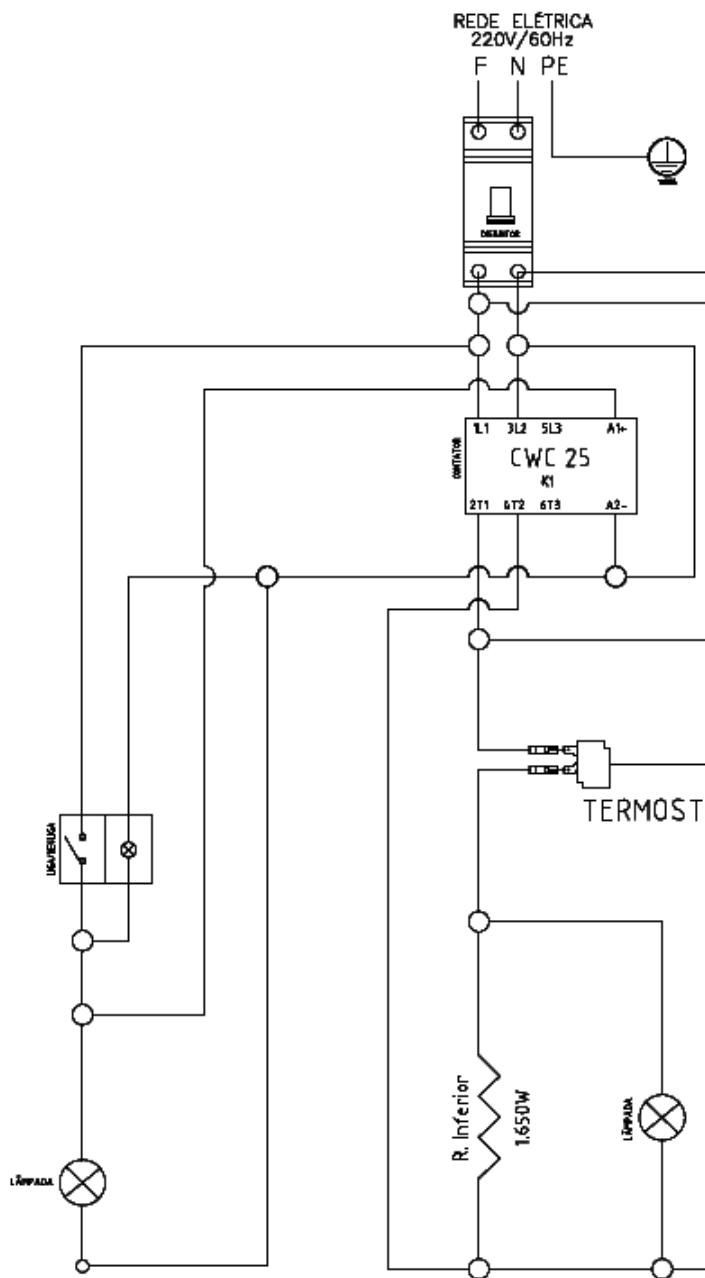 REDE ELÉTRICA
220V/60Hz
F N PE
DISJUNTOR
1L1 3L2 5L3 A1+
CONTATOR
CWC 25
K1
2T1 4T2 6T3 A2-
TERMOST
LIGA/DESLIGA
R. Inferior
1.650W
LÂMPADA
LÂMPADA